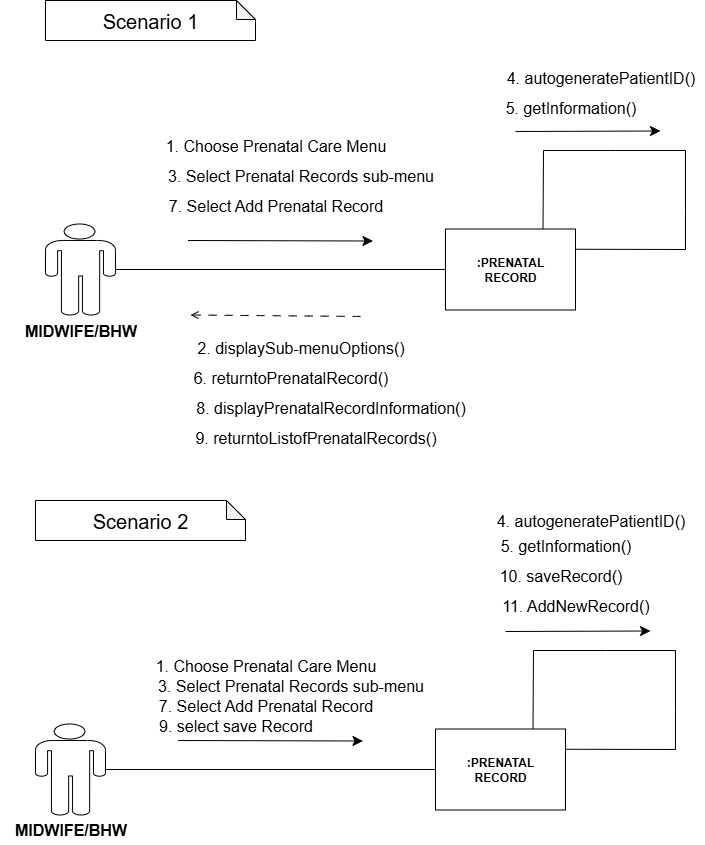 Scenario 1
4. autogeneratePatientID()
5. getInformation()
1. Choose Prenatal Care Menu
3. Select Prenatal Records sub-menu
7. Select Add Prenatal Record
:PRENATAL
RECORD
MIDWIFE/BHW
2. displaySub-menuOptions()
6. returntoPrenatalRecord()
8. displayPrenatalRecordInformation()
9. returntoListofPrenatalRecords()
Scenario 2
4. autogeneratePatientID()
5. getInformation()
10. saveRecord()
11. AddNewRecord()
1. Choose Prenatal Care Menu
3. Select Prenatal Records sub-menu
7. Select Add Prenatal Record
9. select save Record
:PRENATAL
RECORD
MIDWIFE/BHW